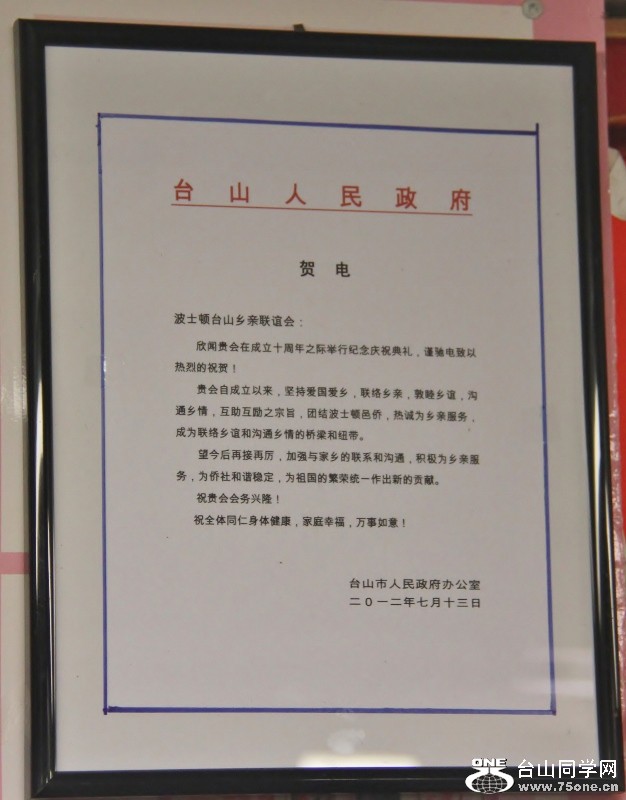 台山人民政府
贺 电
波士顿台山乡亲联谊会：
欣闻贵会在成立十周年之际举行纪念庆祝典礼，谨驰电致以
热烈的祝贺！
贵会自成立以来，坚持爱国爱乡，联络乡亲，敦睦乡谊，沟
通乡情，互助互励之宗旨，团结波士顿邑侨，热诚为乡亲服务，
成为联络乡谊和沟通乡情的桥梁和纽带。
望今后再接再厉，加强与家乡的联系和沟通，积极为乡亲服
务，为侨社和谐稳定，为祖国的繁荣统一作出新的贡献。
祝贵会会务兴隆！
祝全体同仁身体健康，家庭幸福，万事如意！
台山市人民政府办公室
二０一二年七月十三日
ONE 台山同学网
www.75one.cn